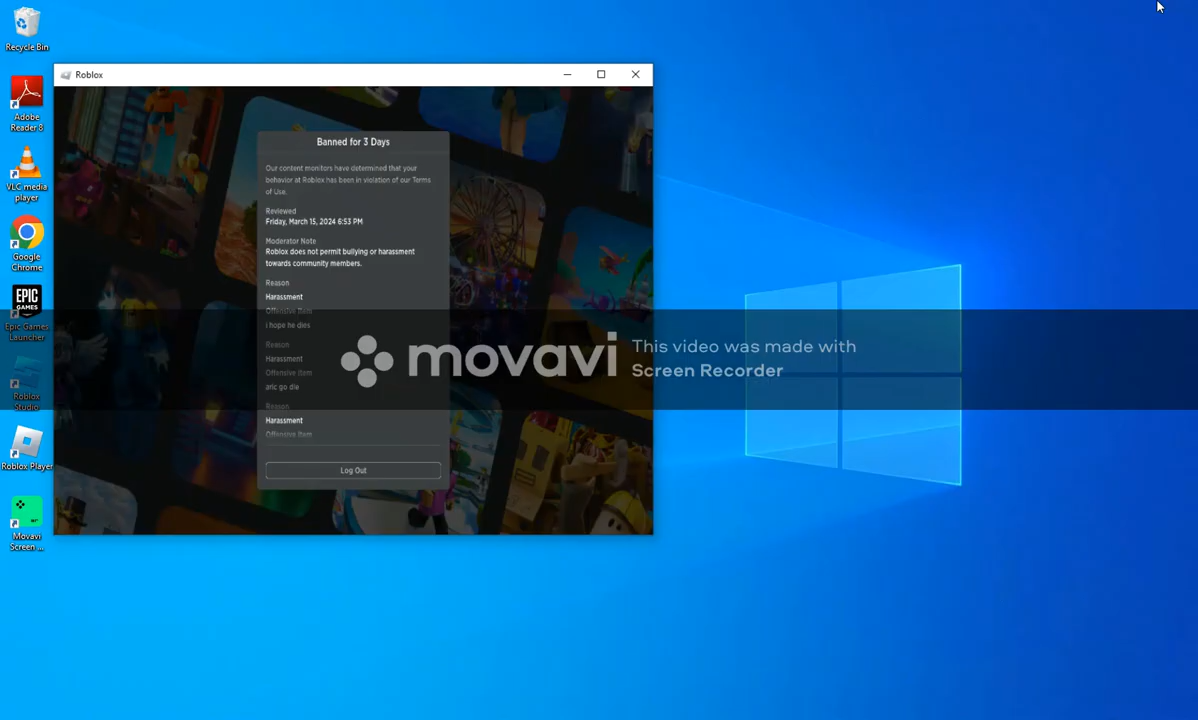 Recycle Bin
Adobe
Reader 8
VLC media
player
Google
Chrome
EPIC
GAMES
Epic Games
Launcher
Roblox
Studio
Roblox Player
Movavi
Screen ...
Roblox
Banned for 3 Days
Our content monitors have determined that your
behavior at Roblox has been in violation of our Terms
of Use.
Reviewed
Friday, March 15, 2024 6:53 PM
Moderator Note
Roblox does not permit bullying or harassment
towards community members.
Reason
Harassment
Offensive Item
i hope he dies
Reason
Harassment
Offensive Item
aric go die
Reason
Harassment
Offensive Item
Log Out
movavi
This video was made with
Screen Recorder